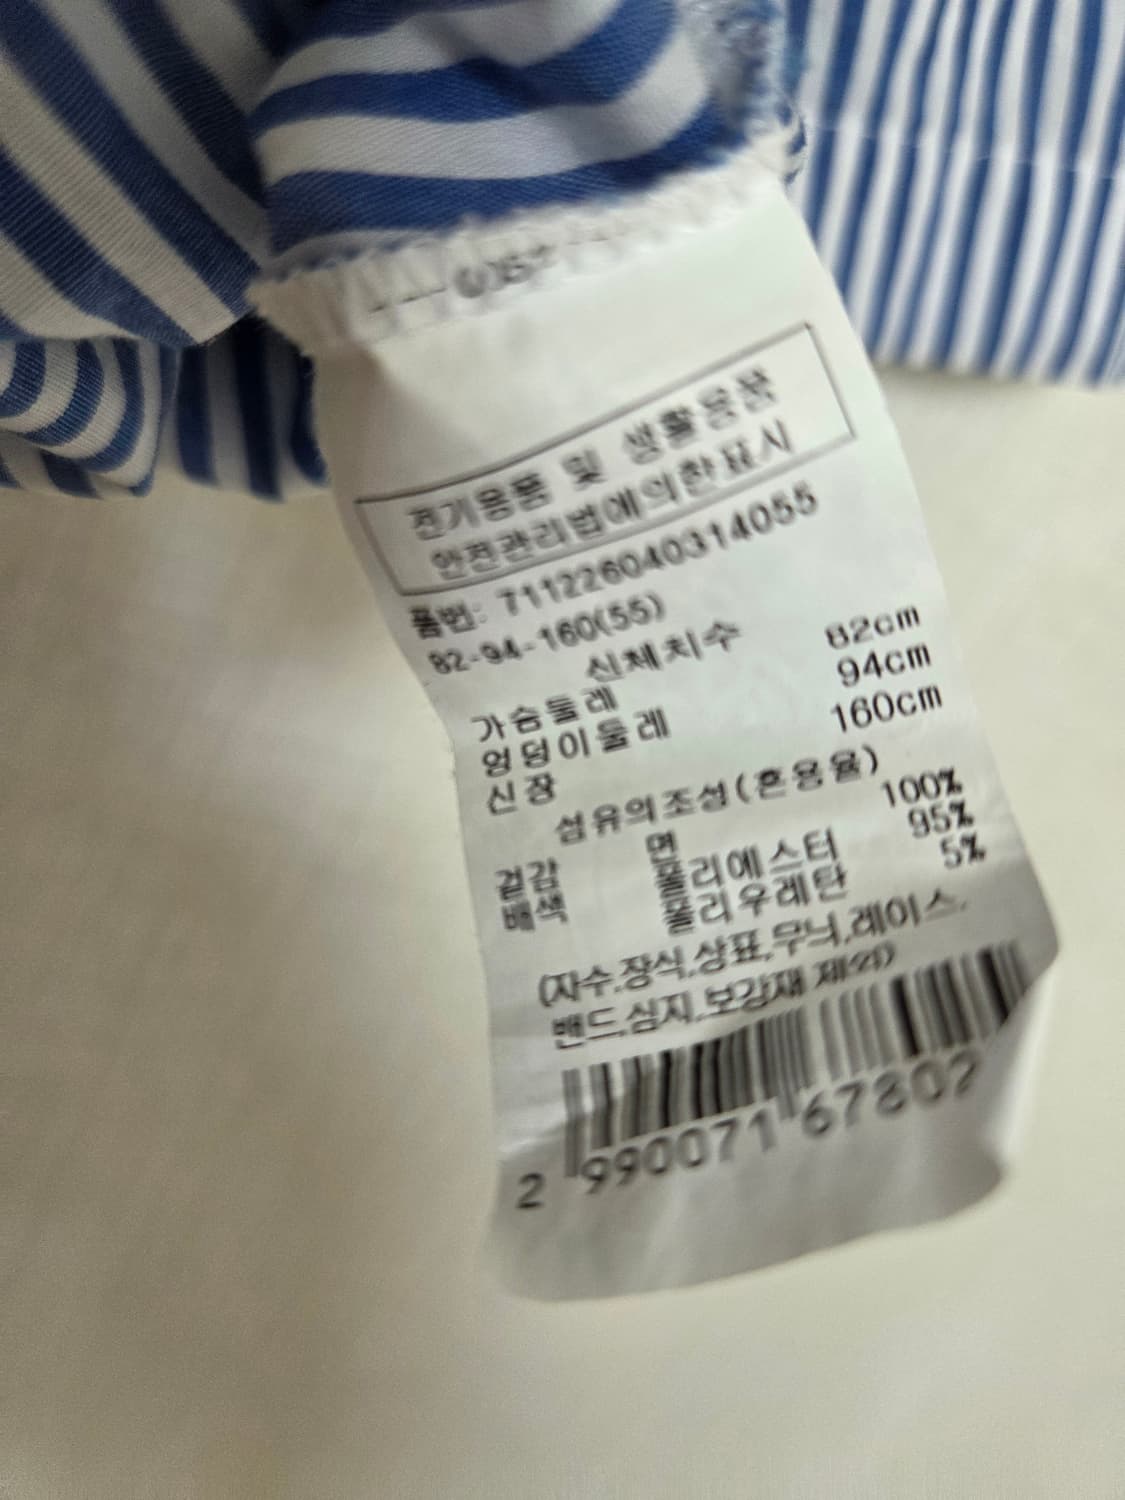 전기용품 및 생활용품
안전관리법에의한표시
품번: 711226040314055
82-94-160(55)
신체치수
가슴둘레 82cm
엉덩이둘레 94cm
신장 160cm
섬유의조성(혼용율)
겉감 면 100%
배색 폴리에스터 95%
폴리우레탄 5%
(자수,장식,상표,무늬,레이스,
밴드,심지,보강재 제외)
2 990071 67802